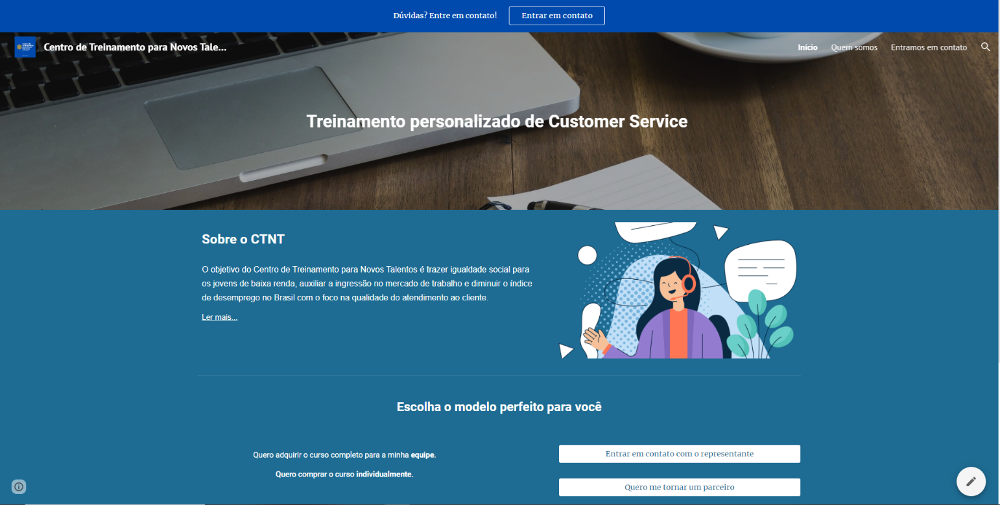 Dúvidas? Entre em contato!
Entrar em contato
Centro de Treinamento para Novos Tale...
Início
Quem somos
Entramos em contato
Treinamento personalizado de Customer Service
Sobre o CTNT
O objetivo do Centro de Treinamento para Novos Talentos é trazer igualdade social para
os jovens de baixa renda, auxiliar a ingressão no mercado de trabalho e diminuir o índice
de desemprego no Brasil com o foco na qualidade do atendimento ao cliente.
Ler mais...
Escolha o modelo perfeito para você
Quero adquirir o curso completo para a minha equipe.
Quero comprar o curso individualmente.
Entrar em contato com o representante
Quero me tornar um parceiro